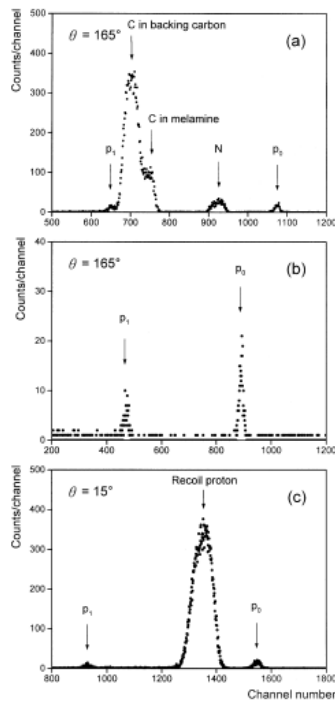 Counts/channel
500
θ = 165°
C in backing carbon
(a)
400
300
C in melamine
200
p1
N
p0
100
0
500 600 700 800 900 1000 1100 1200
Counts/channel
40
θ = 165°
(b)
30
p0
20
p1
10
0
200 400 600 800 1000 1200
Counts/channel
500
θ = 15°
Recoil proton
(c)
400
300
200
100
p1
p0
0
800 1000 1200 1400 1600 1800
Channel number